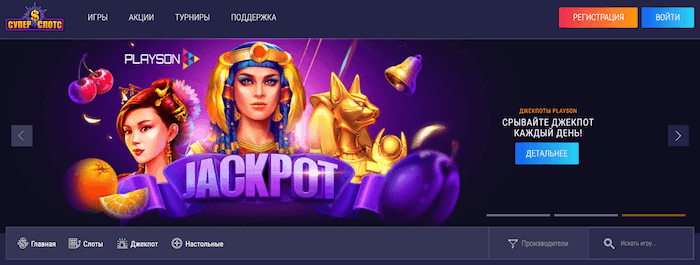 СУПЕР СЛОТС
ИГРЫ АКЦИИ ТУРНИРЫ ПОДДЕРЖКА
РЕГИСТРАЦИЯ ВОЙТИ
PLAYSON
JACKPOT
ДЖЕКПОТЫ PLAYSON
СРЫВАЙТЕ ДЖЕКПОТ
КАЖДЫЙ ДЕНЬ!
ДЕТАЛЬНЕЕ
Главная Слоты Джекпот Настольные
Производители Искать игру...